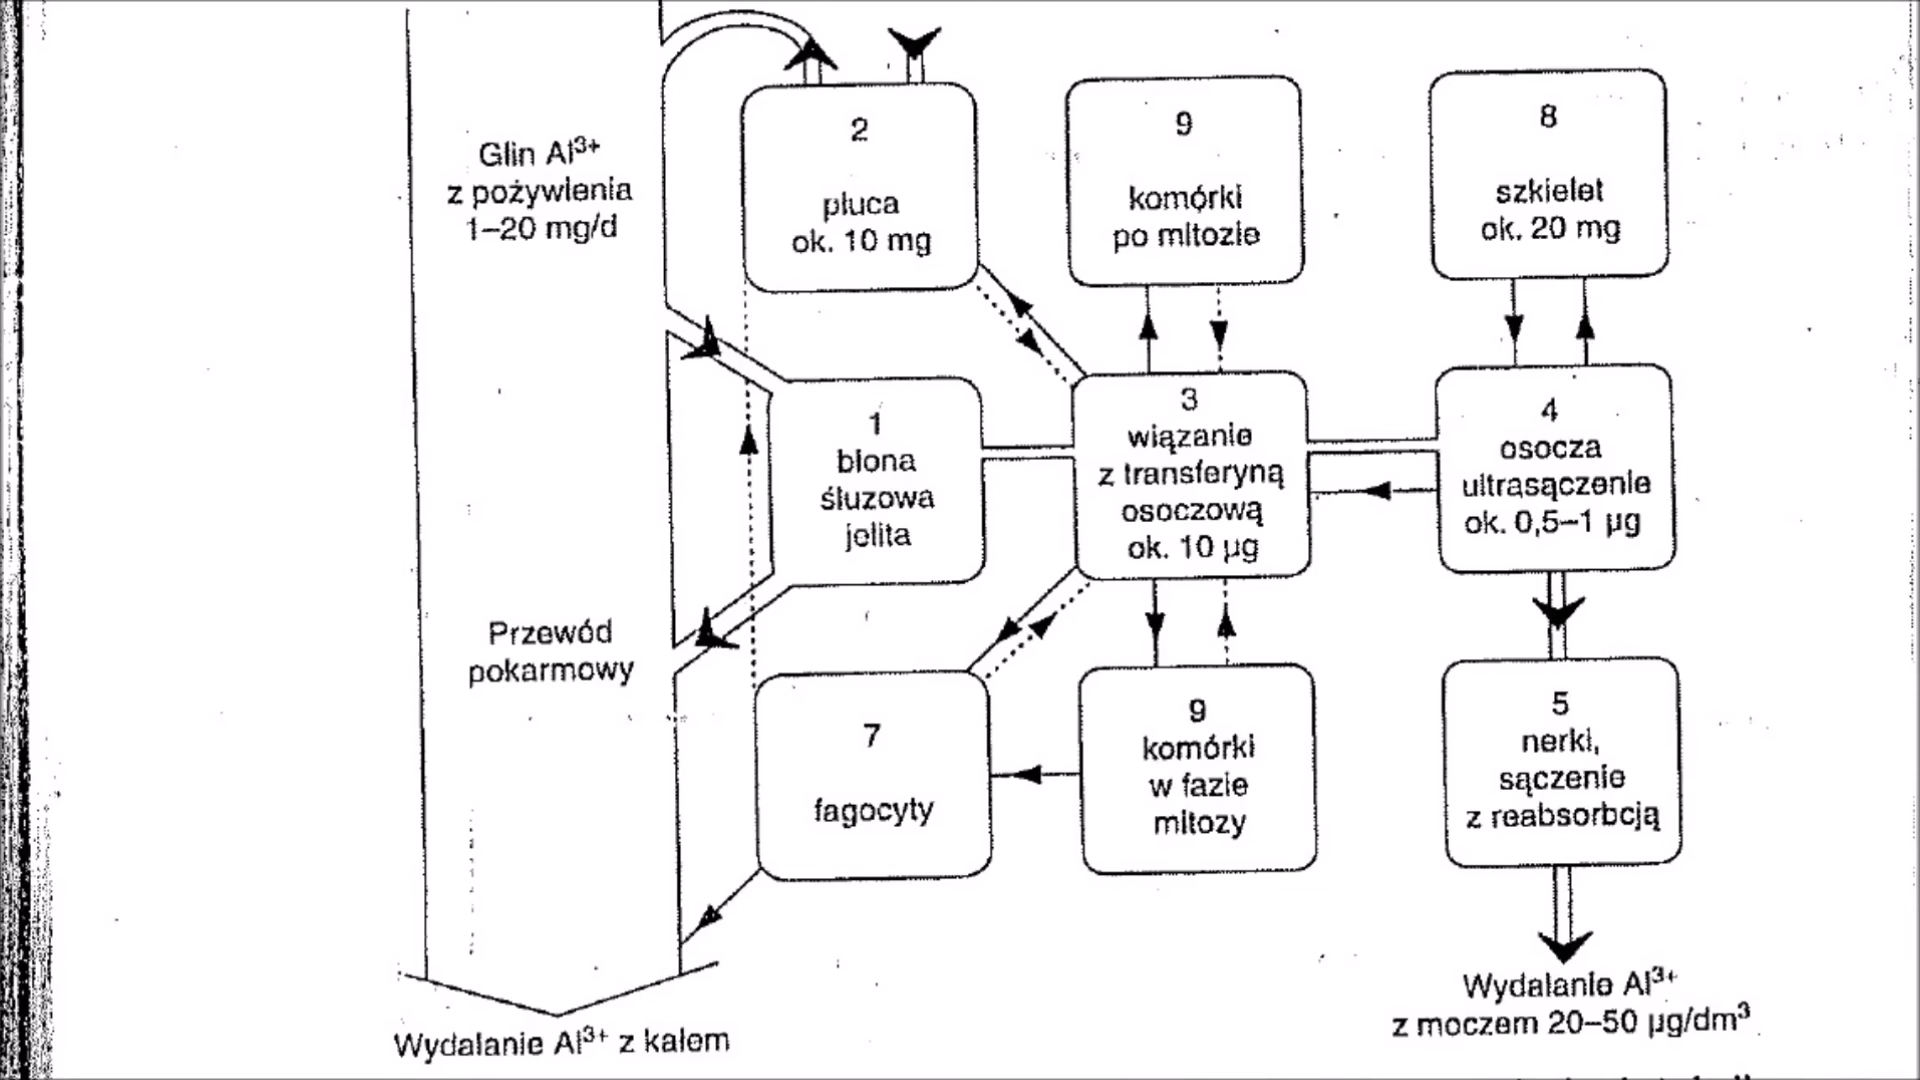 Glin Al³⁺
z pożywienia
1–20 mg/d
2
płuca
ok. 10 mg
9
komórki
po mitozie
8
szkielet
ok. 20 mg
1
błona
śluzowa
jelita
3
wiązanie
z transferyną
osoczową
ok. 10 µg
4
osocza
ultrasączenie
ok. 0,5–1 µg
Przewód
pokarmowy
7
fagocyty
9
komórki
w fazie
mitozy
5
nerki,
sączenie
z reabsorbcją
Wydalanie Al³⁺ z kałem
Wydalanie Al³⁺
z moczem 20–50 µg/dm³